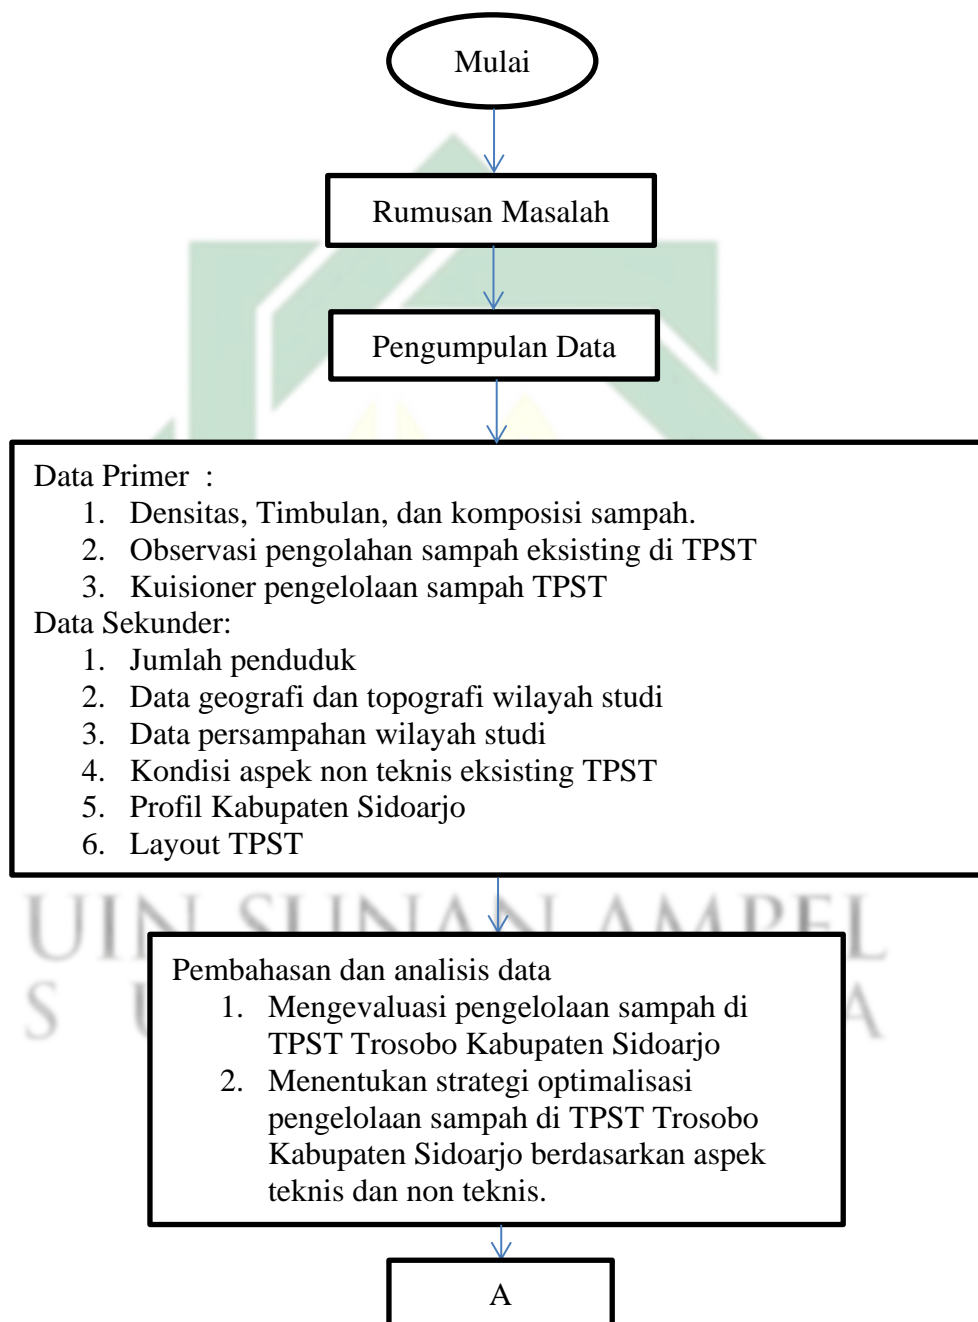 Mulai
Rumusan Masalah
Pengumpulan Data
Data Primer :
1. Densitas, Timbulan, dan komposisi sampah.
2. Observasi pengolahan sampah eksisting di TPST
3. Kuisioner pengelolaan sampah TPST
Data Sekunder:
1. Jumlah penduduk
2. Data geografi dan topografi wilayah studi
3. Data persampahan wilayah studi
4. Kondisi aspek non teknis eksisting TPST
5. Profil Kabupaten Sidoarjo
6. Layout TPST
UIN SUNAN AMPEL
Pembahasan dan analisis data
1. Mengevaluasi pengelolaan sampah di
TPST Trosobo Kabupaten Sidoarjo
2. Menentukan strategi optimalisasi
pengelolaan sampah di TPST Trosobo
Kabupaten Sidoarjo berdasarkan aspek
teknis dan non teknis.
A